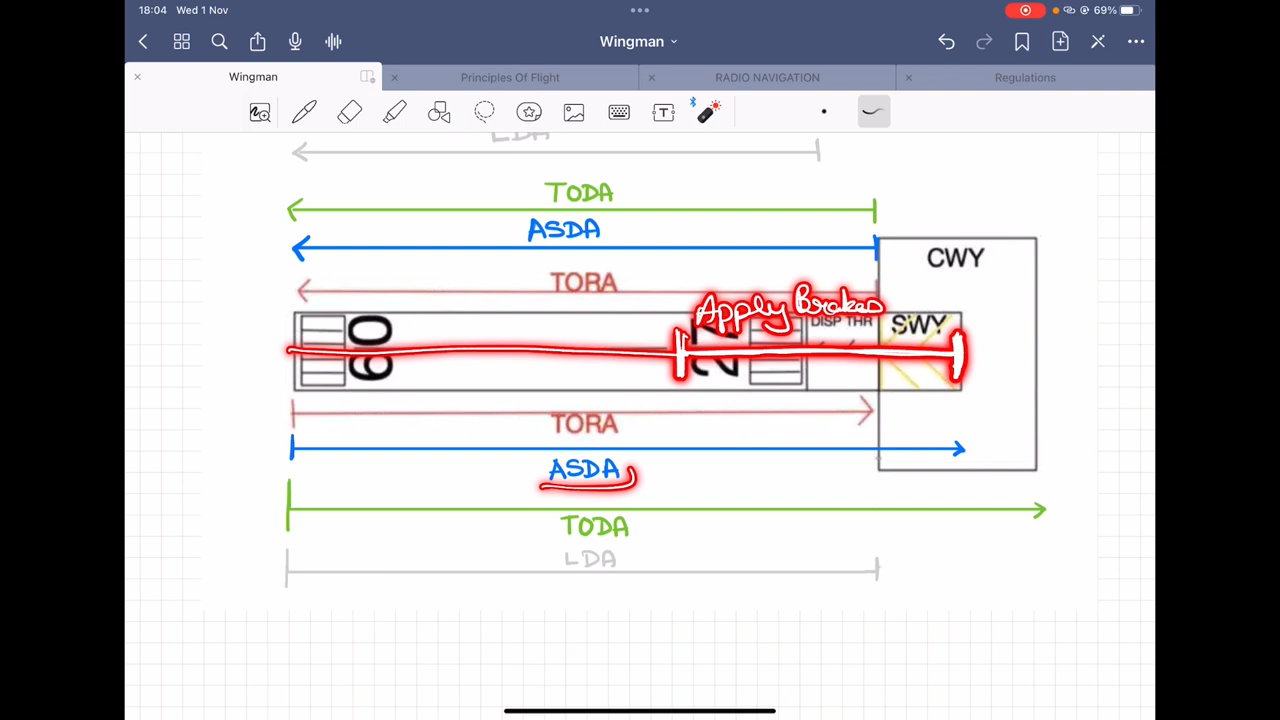 18:04 Wed 1 Nov
69%
Wingman
Wingman
Principles Of Flight
RADIO NAVIGATION
Regulations
T
LDA
TODA
ASDA
CWY
TORA
Apply Brakes
DISP THR
SWY
09
27
TORA
ASDA
TODA
LDA